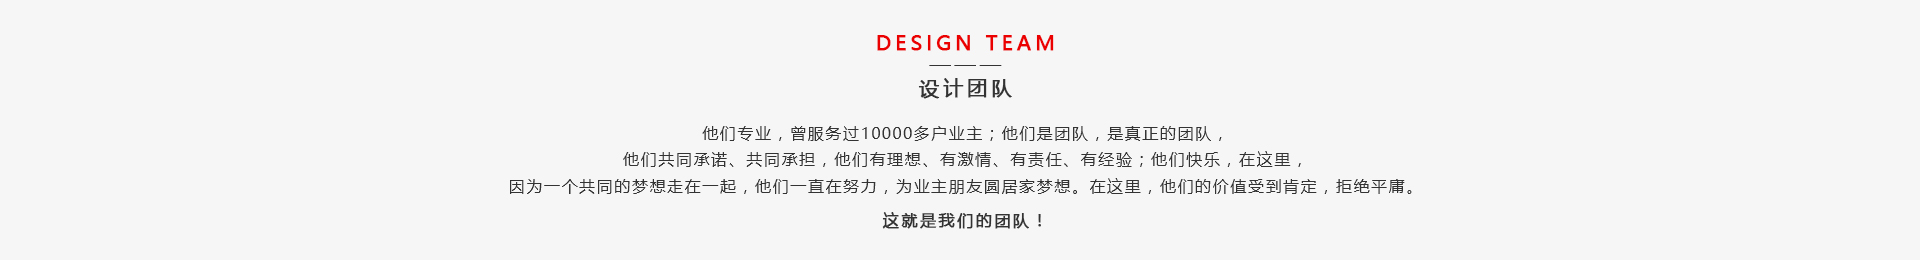 DESIGN TEAM
设计团队
他们专业，曾服务过10000多户业主；他们是团队，是真正的团队，
他们共同承诺、共同承担，他们有理想、有激情、有责任、有经验；他们快乐，在这里，
因为一个共同的梦想走在一起，他们一直在努力，为业主朋友圆居家梦想。在这里，他们的价值受到肯定，拒绝平庸。
这就是我们的团队！